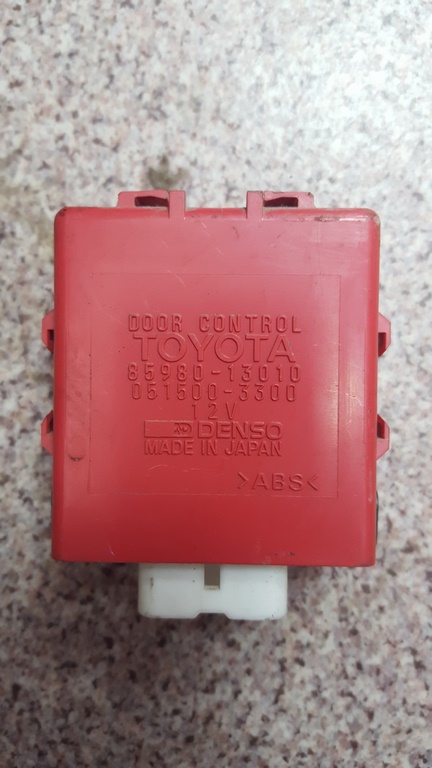 DOOR CONTROL
TOYOTA
85980-13010
051500-3300
12V
DENSO
MADE IN JAPAN
>ABS<